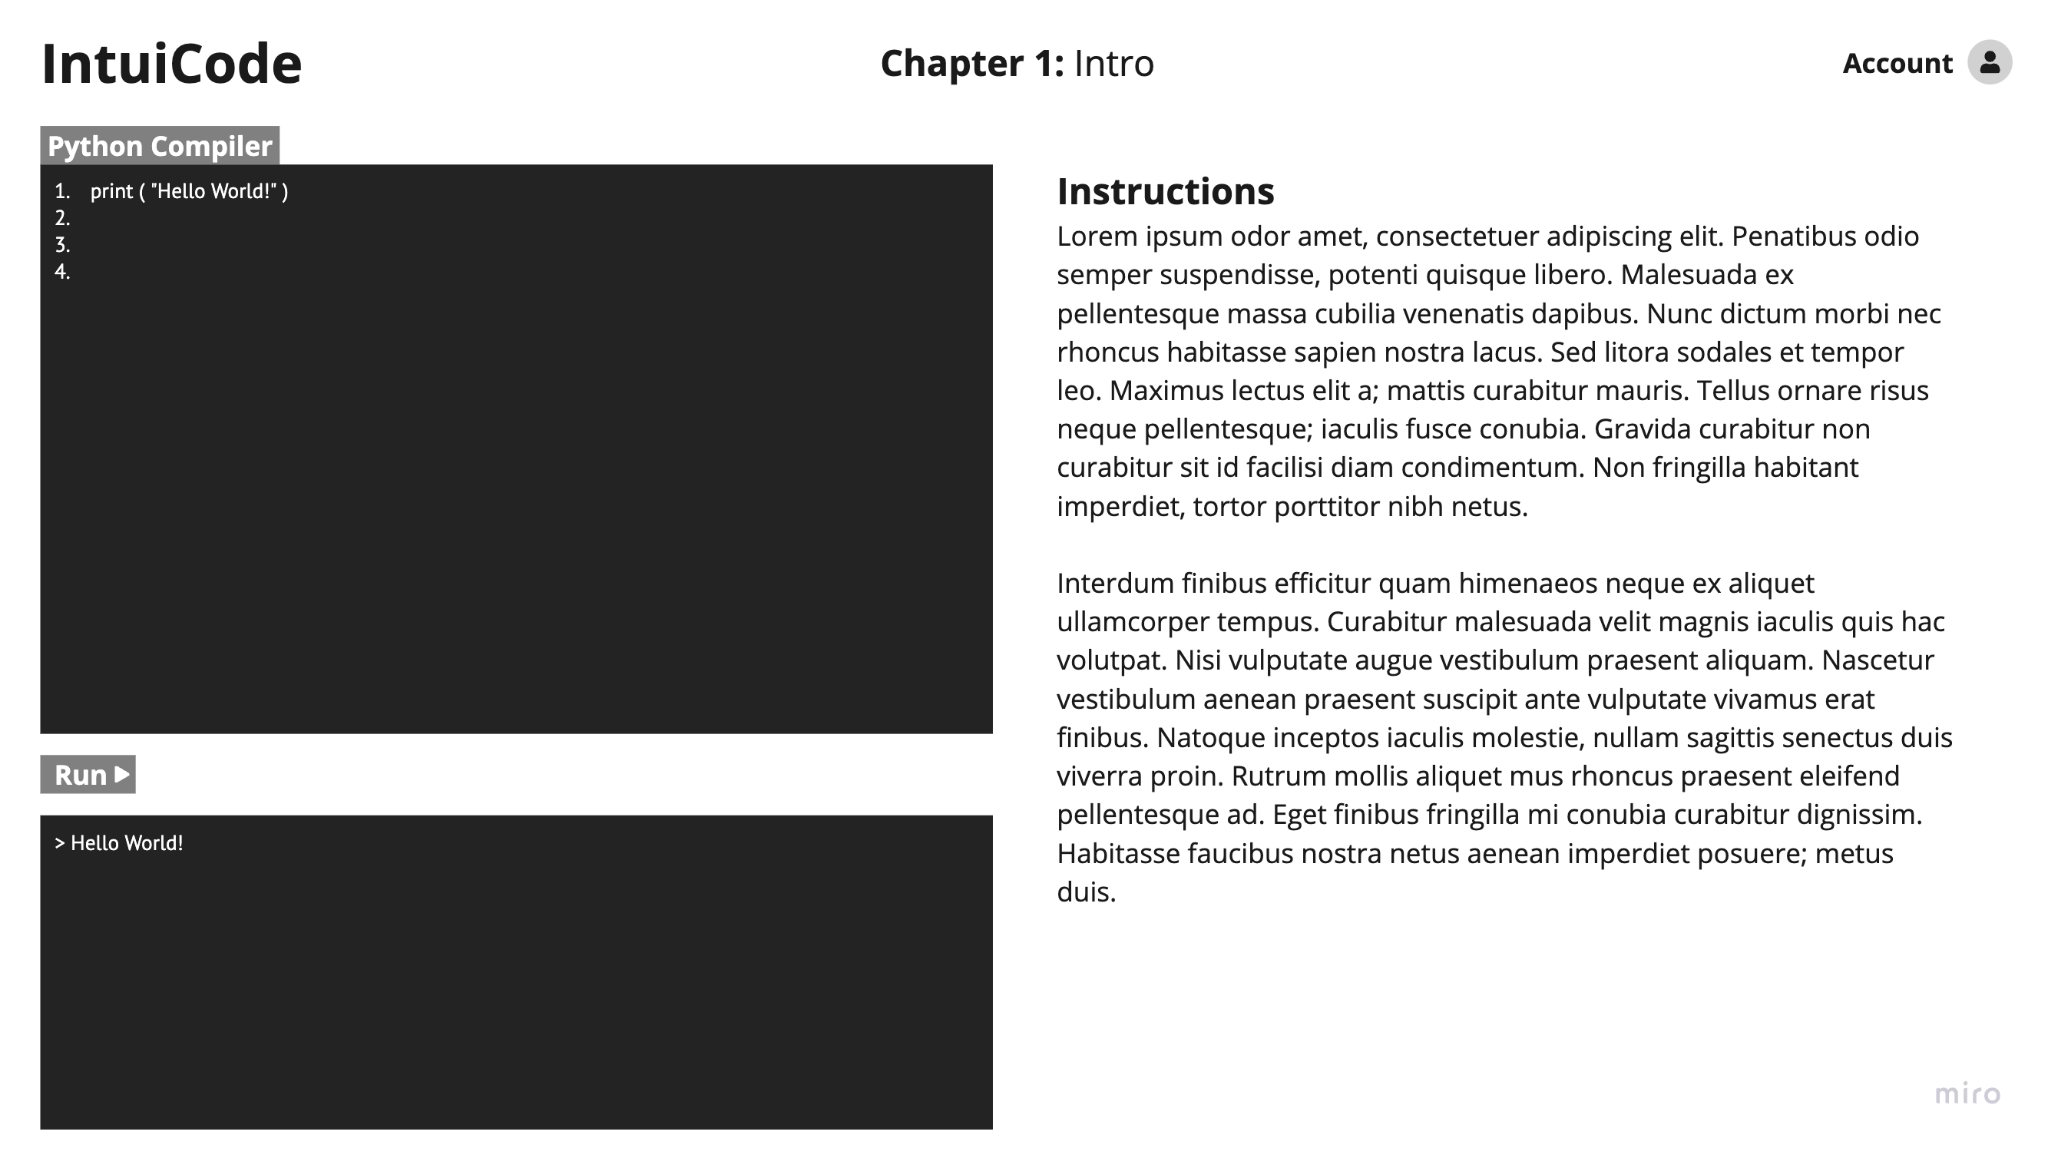 IntuiCode
Chapter 1: Intro
Account
Python Compiler
1. print ( "Hello World!" )
2.
3.
4.
Run
> Hello World!
Instructions
Lorem ipsum odor amet, consectetuer adipiscing elit. Penatibus odio
semper suspendisse, potenti quisque libero. Malesuada ex
pellentesque massa cubilia venenatis dapibus. Nunc dictum morbi nec
rhoncus habitasse sapien nostra lacus. Sed litora sodales et tempor
leo. Maximus lectus elit a; mattis curabitur mauris. Tellus ornare risus
neque pellentesque; iaculis fusce conubia. Gravida curabitur non
curabitur sit id facilisi diam condimentum. Non fringilla habitant
imperdiet, tortor porttitor nibh netus.
Interdum finibus efficitur quam himenaeos neque ex aliquet
ullamcorper tempus. Curabitur malesuada velit magnis iaculis quis hac
volutpat. Nisi vulputate augue vestibulum praesent aliquam. Nascetur
vestibulum aenean praesent suscipit ante vulputate vivamus erat
finibus. Natoque inceptos iaculis molestie, nullam sagittis senectus duis
viverra proin. Rutrum mollis aliquet mus rhoncus praesent eleifend
pellentesque ad. Eget finibus fringilla mi conubia curabitur dignissim.
Habitasse faucibus nostra netus aenean imperdiet posuere; metus
duis.
miro